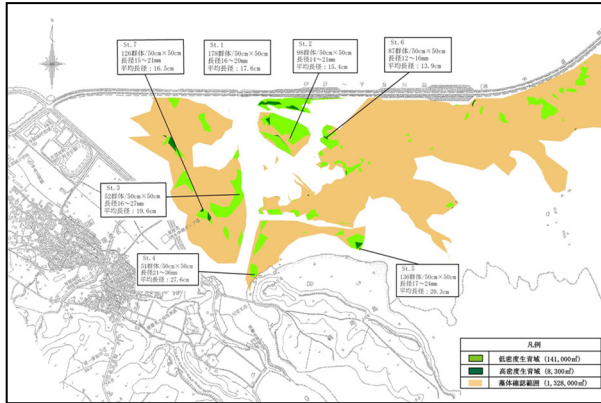 St.7
126群体/50cm×50cm
長径15～21mm
平均長径：16.5cm
St.1
178群体/50cm×50cm
長径16～20mm
平均長径：17.6cm
St.2
98群体/50cm×50cm
長径14～21mm
平均長径：15.4cm
St.6
87群体/50cm×50cm
長径12～16mm
平均長径：13.9cm
St.3
52群体/50cm×50cm
長径16～27mm
平均長径：19.6cm
St.4
51群体/50cm×50cm
長径21～36mm
平均長径：27.6cm
St.5
136群体/50cm×50cm
長径17～24mm
平均長径：20.3cm
凡例
低密度生育域 (141,000㎡)
高密度生育域 (8,300㎡)
藻体確認範囲 (1,328,000㎡)